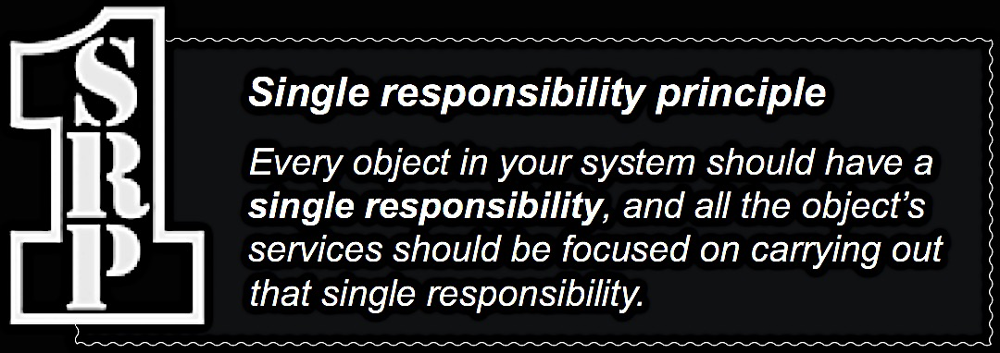 SRP
Single responsibility principle
Every object in your system should have a
single responsibility, and all the object’s
services should be focused on carrying out
that single responsibility.